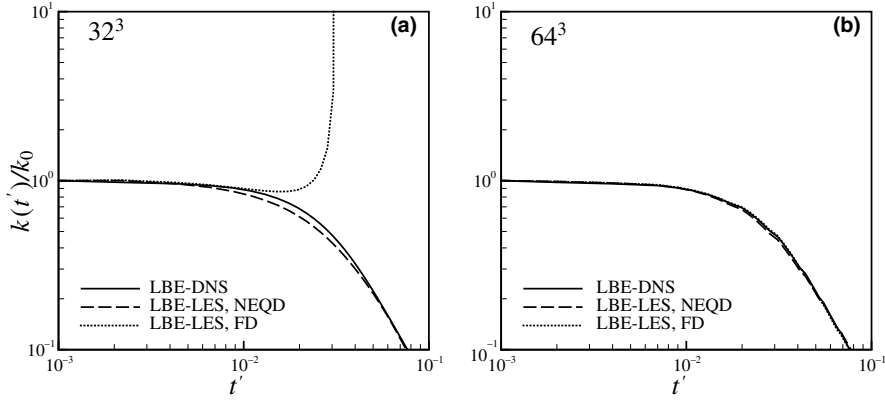 32³ (a)
10¹
10⁰
10⁻¹
k(t′)/k₀
LBE-DNS
LBE-LES, NEQD
LBE-LES, FD
10⁻³ 10⁻² 10⁻¹
t′
64³ (b)
10¹
10⁰
10⁻¹
LBE-DNS
LBE-LES, NEQD
LBE-LES, FD
10⁻³ 10⁻² 10⁻¹
t′